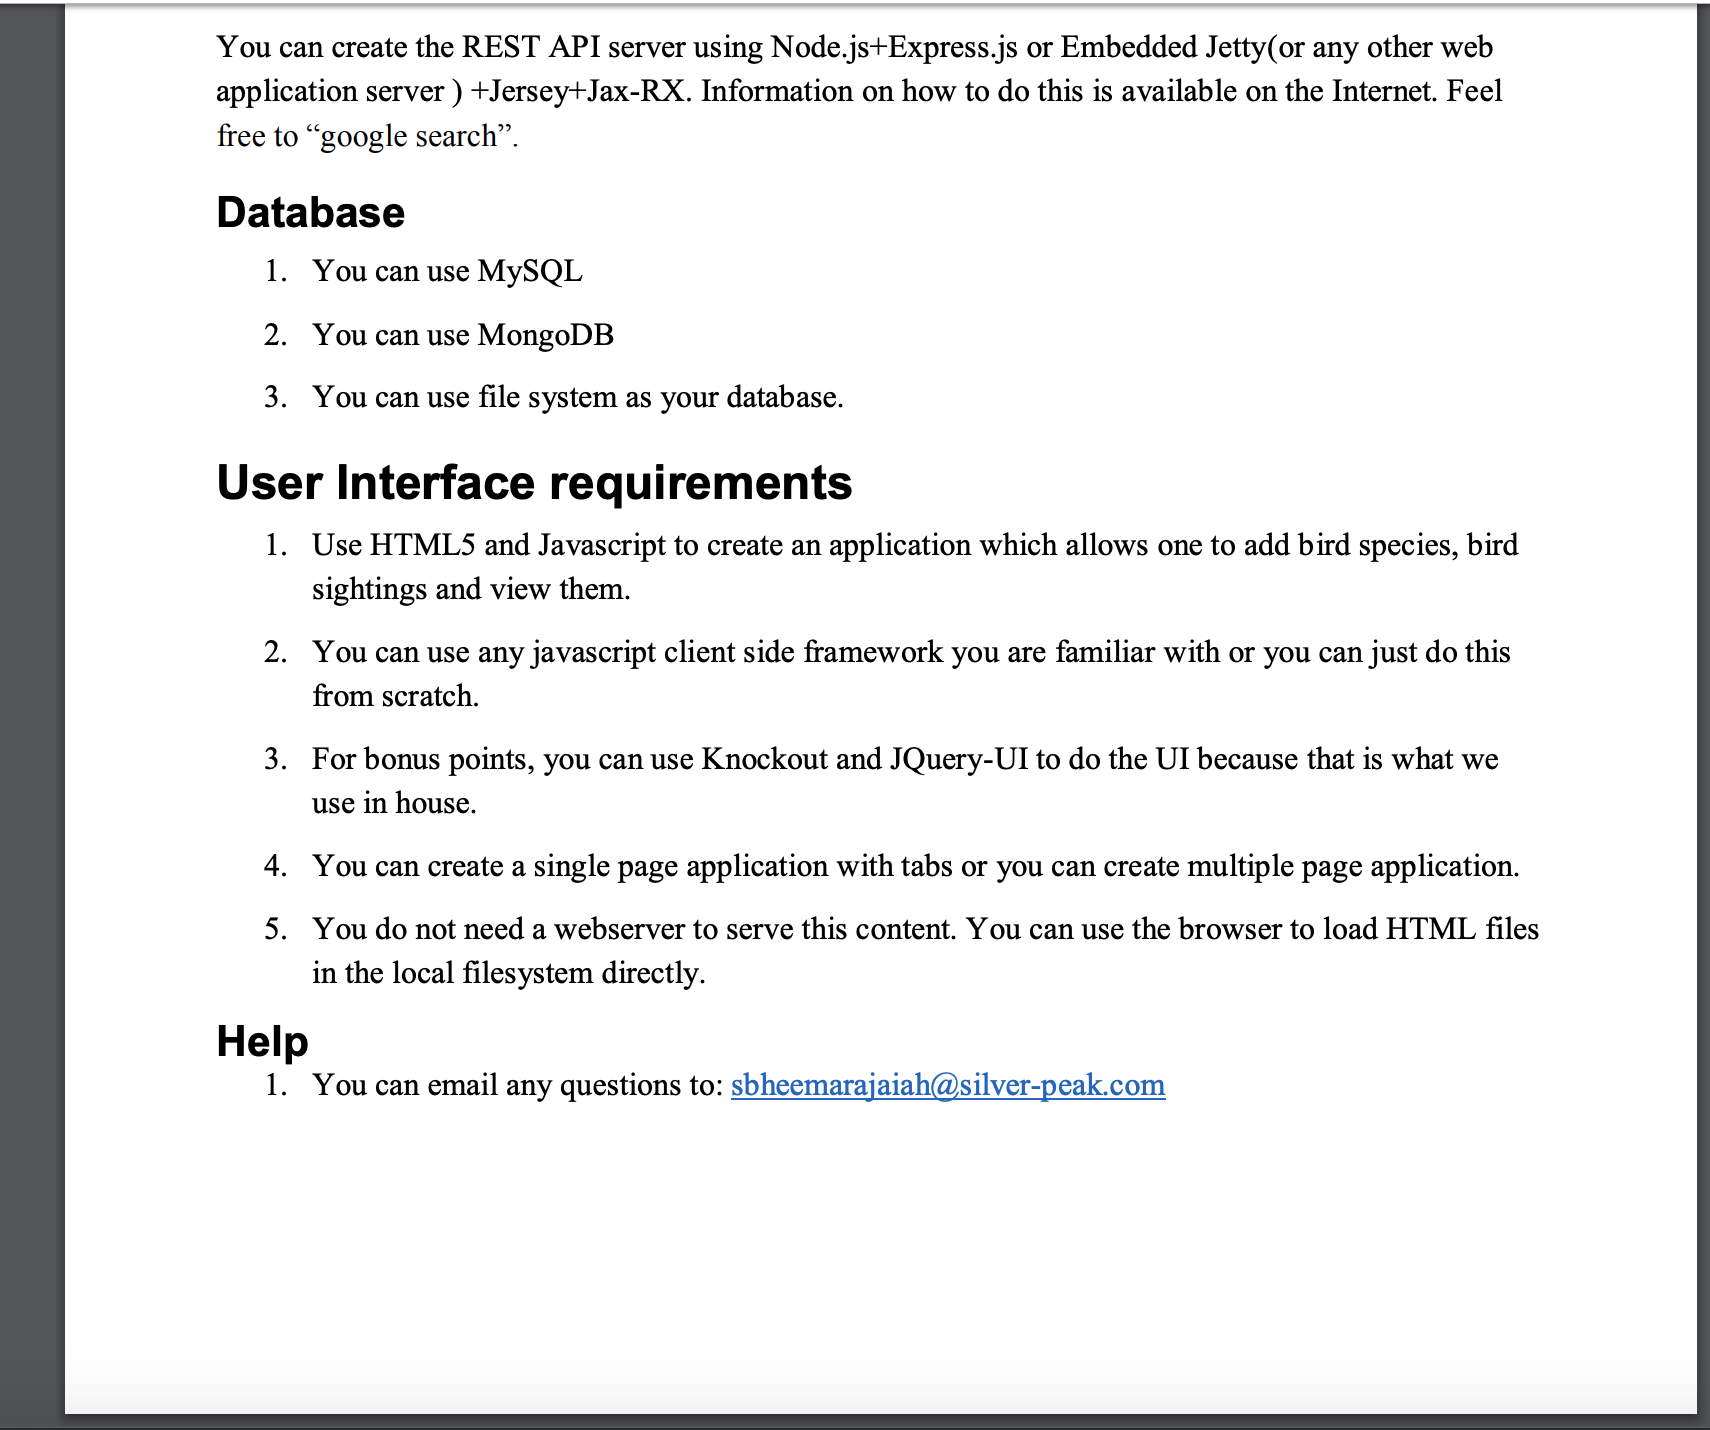 You can create the REST API server using Node.js+Express.js or Embedded Jetty(or any other web
application server ) +Jersey+Jax-RX. Information on how to do this is available on the Internet. Feel
free to “google search”.
Database
1. You can use MySQL
2. You can use MongoDB
3. You can use file system as your database.
User Interface requirements
1. Use HTML5 and Javascript to create an application which allows one to add bird species, bird
sightings and view them.
2. You can use any javascript client side framework you are familiar with or you can just do this
from scratch.
3. For bonus points, you can use Knockout and JQuery-UI to do the UI because that is what we
use in house.
4. You can create a single page application with tabs or you can create multiple page application.
5. You do not need a webserver to serve this content. You can use the browser to load HTML files
in the local filesystem directly.
Help
1. You can email any questions to: sbheemarajaiah@silver-peak.com